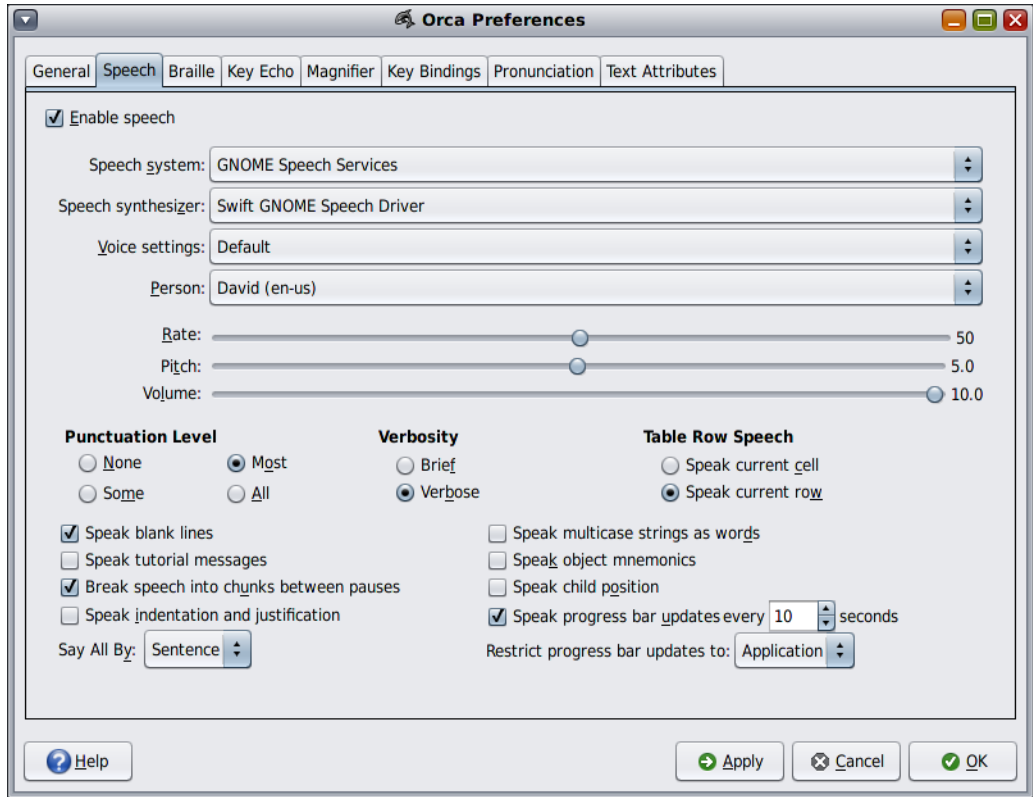 Orca Preferences
General Speech Braille Key Echo Magnifier Key Bindings Pronunciation Text Attributes
Enable speech
Speech system: GNOME Speech Services
Speech synthesizer: Swift GNOME Speech Driver
Voice settings: Default
Person: David (en-us)
Rate: 50
Pitch: 5.0
Volume: 10.0
Punctuation Level Verbosity Table Row Speech
None Most Brief Speak current cell
Some All Verbose Speak current row
Speak blank lines Speak multicase strings as words
Speak tutorial messages Speak object mnemonics
Break speech into chunks between pauses Speak child position
Speak indentation and justification Speak progress bar updates every 10 seconds
Say All By: Sentence Restrict progress bar updates to: Application
Help Apply Cancel OK